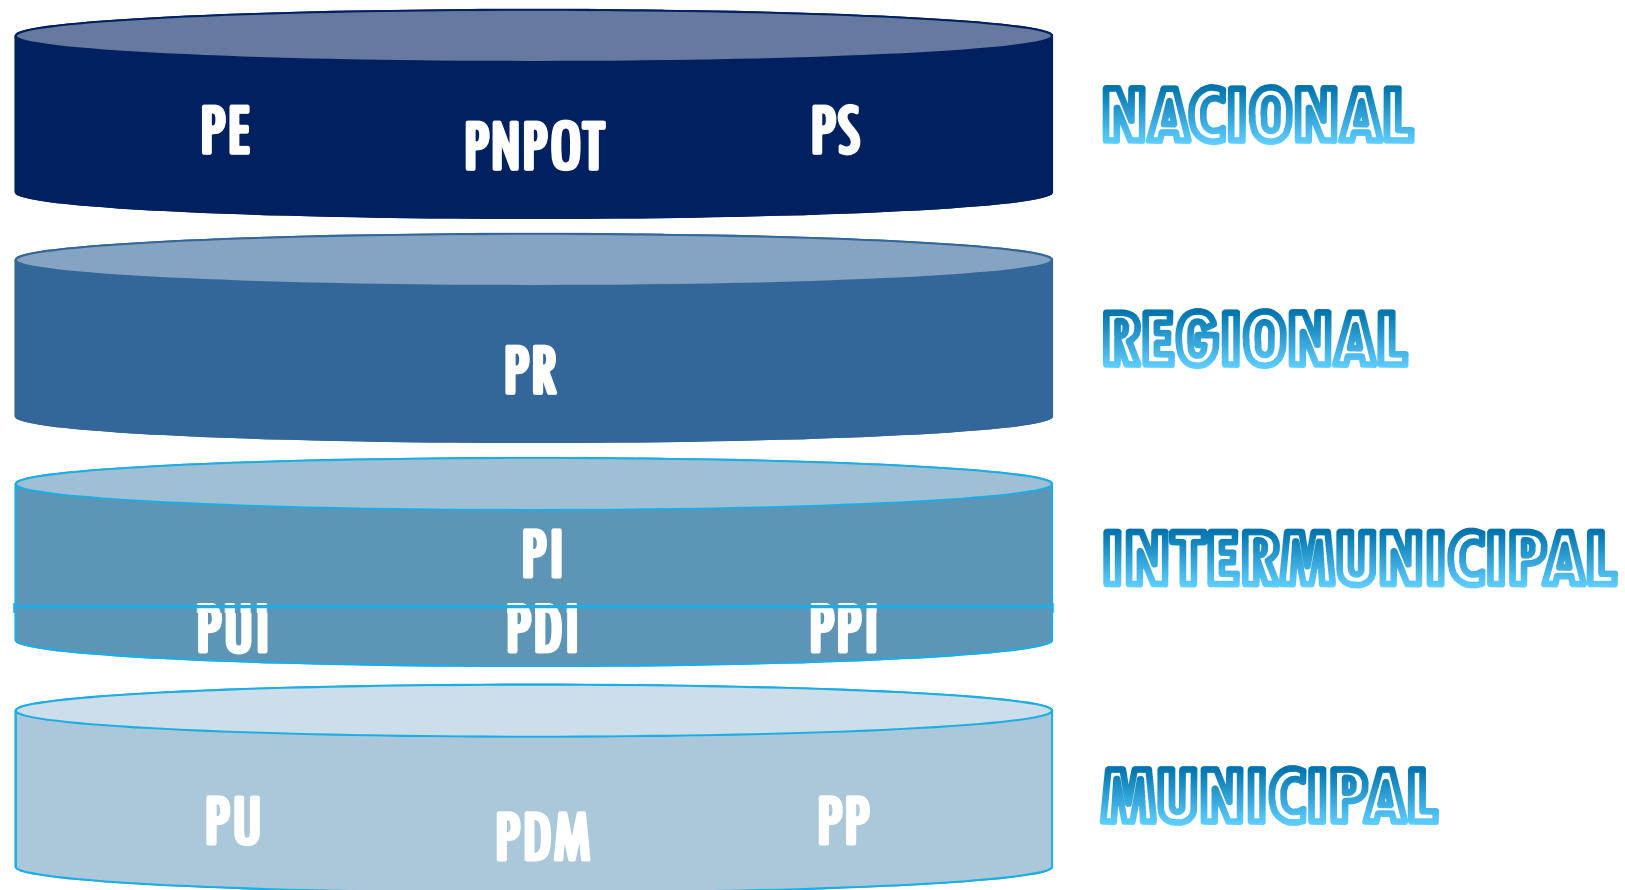 PE PNPOT PS NACIONAL
PR REGIONAL
PI INTERMUNICIPAL
PUI PDI PPI
PU PDM PP MUNICIPAL